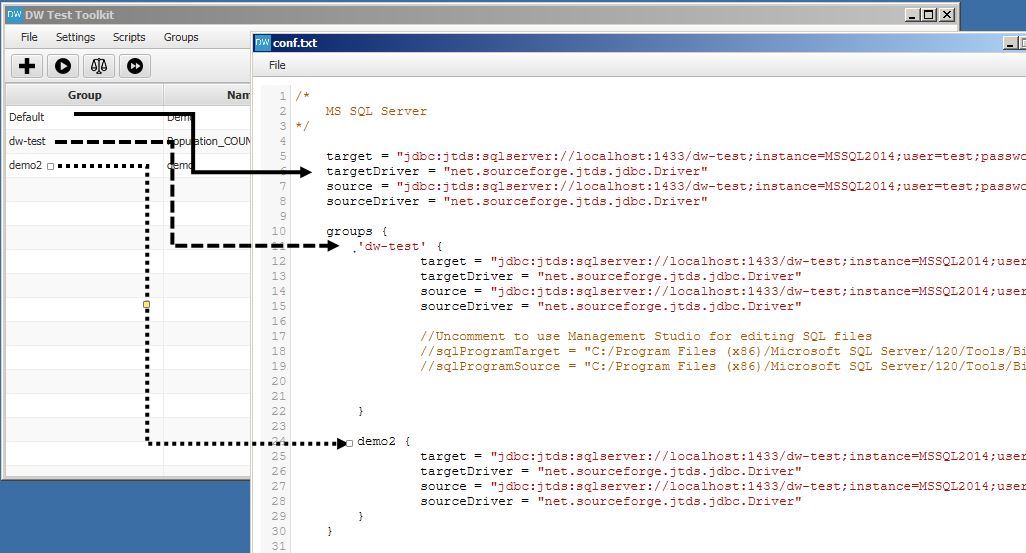 DW DW Test Toolkit
File Settings Scripts Groups
Group Nam
Default Demo
dw-test Population_COUN
demo2 demo
DW conf.txt
File
1 /*
2 MS SQL Server
3 */
4
5 target = "jdbc:jtds:sqlserver://localhost:1433/dw-test;instance=MSSQL2014;user=test;passwo
6 targetDriver = "net.sourceforge.jtds.jdbc.Driver"
7 source = "jdbc:jtds:sqlserver://localhost:1433/dw-test;instance=MSSQL2014;user=test;passwo
8 sourceDriver = "net.sourceforge.jtds.jdbc.Driver"
9
10 groups {
11 'dw-test' {
12 target = "jdbc:jtds:sqlserver://localhost:1433/dw-test;instance=MSSQL2014;user
13 targetDriver = "net.sourceforge.jtds.jdbc.Driver"
14 source = "jdbc:jtds:sqlserver://localhost:1433/dw-test;instance=MSSQL2014;user
15 sourceDriver = "net.sourceforge.jtds.jdbc.Driver"
16
17 //Uncomment to use Management Studio for editing SQL files
18 //sqlProgramTarget = "C:/Program Files (x86)/Microsoft SQL Server/120/Tools/Bi
19 //sqlProgramSource = "C:/Program Files (x86)/Microsoft SQL Server/120/Tools/Bi
20
21
22 }
23
24 demo2 {
25 target = "jdbc:jtds:sqlserver://localhost:1433/dw-test;instance=MSSQL2014;user
26 targetDriver = "net.sourceforge.jtds.jdbc.Driver"
27 source = "jdbc:jtds:sqlserver://localhost:1433/dw-test;instance=MSSQL2014;user
28 sourceDriver = "net.sourceforge.jtds.jdbc.Driver"
29 }
30 }
31